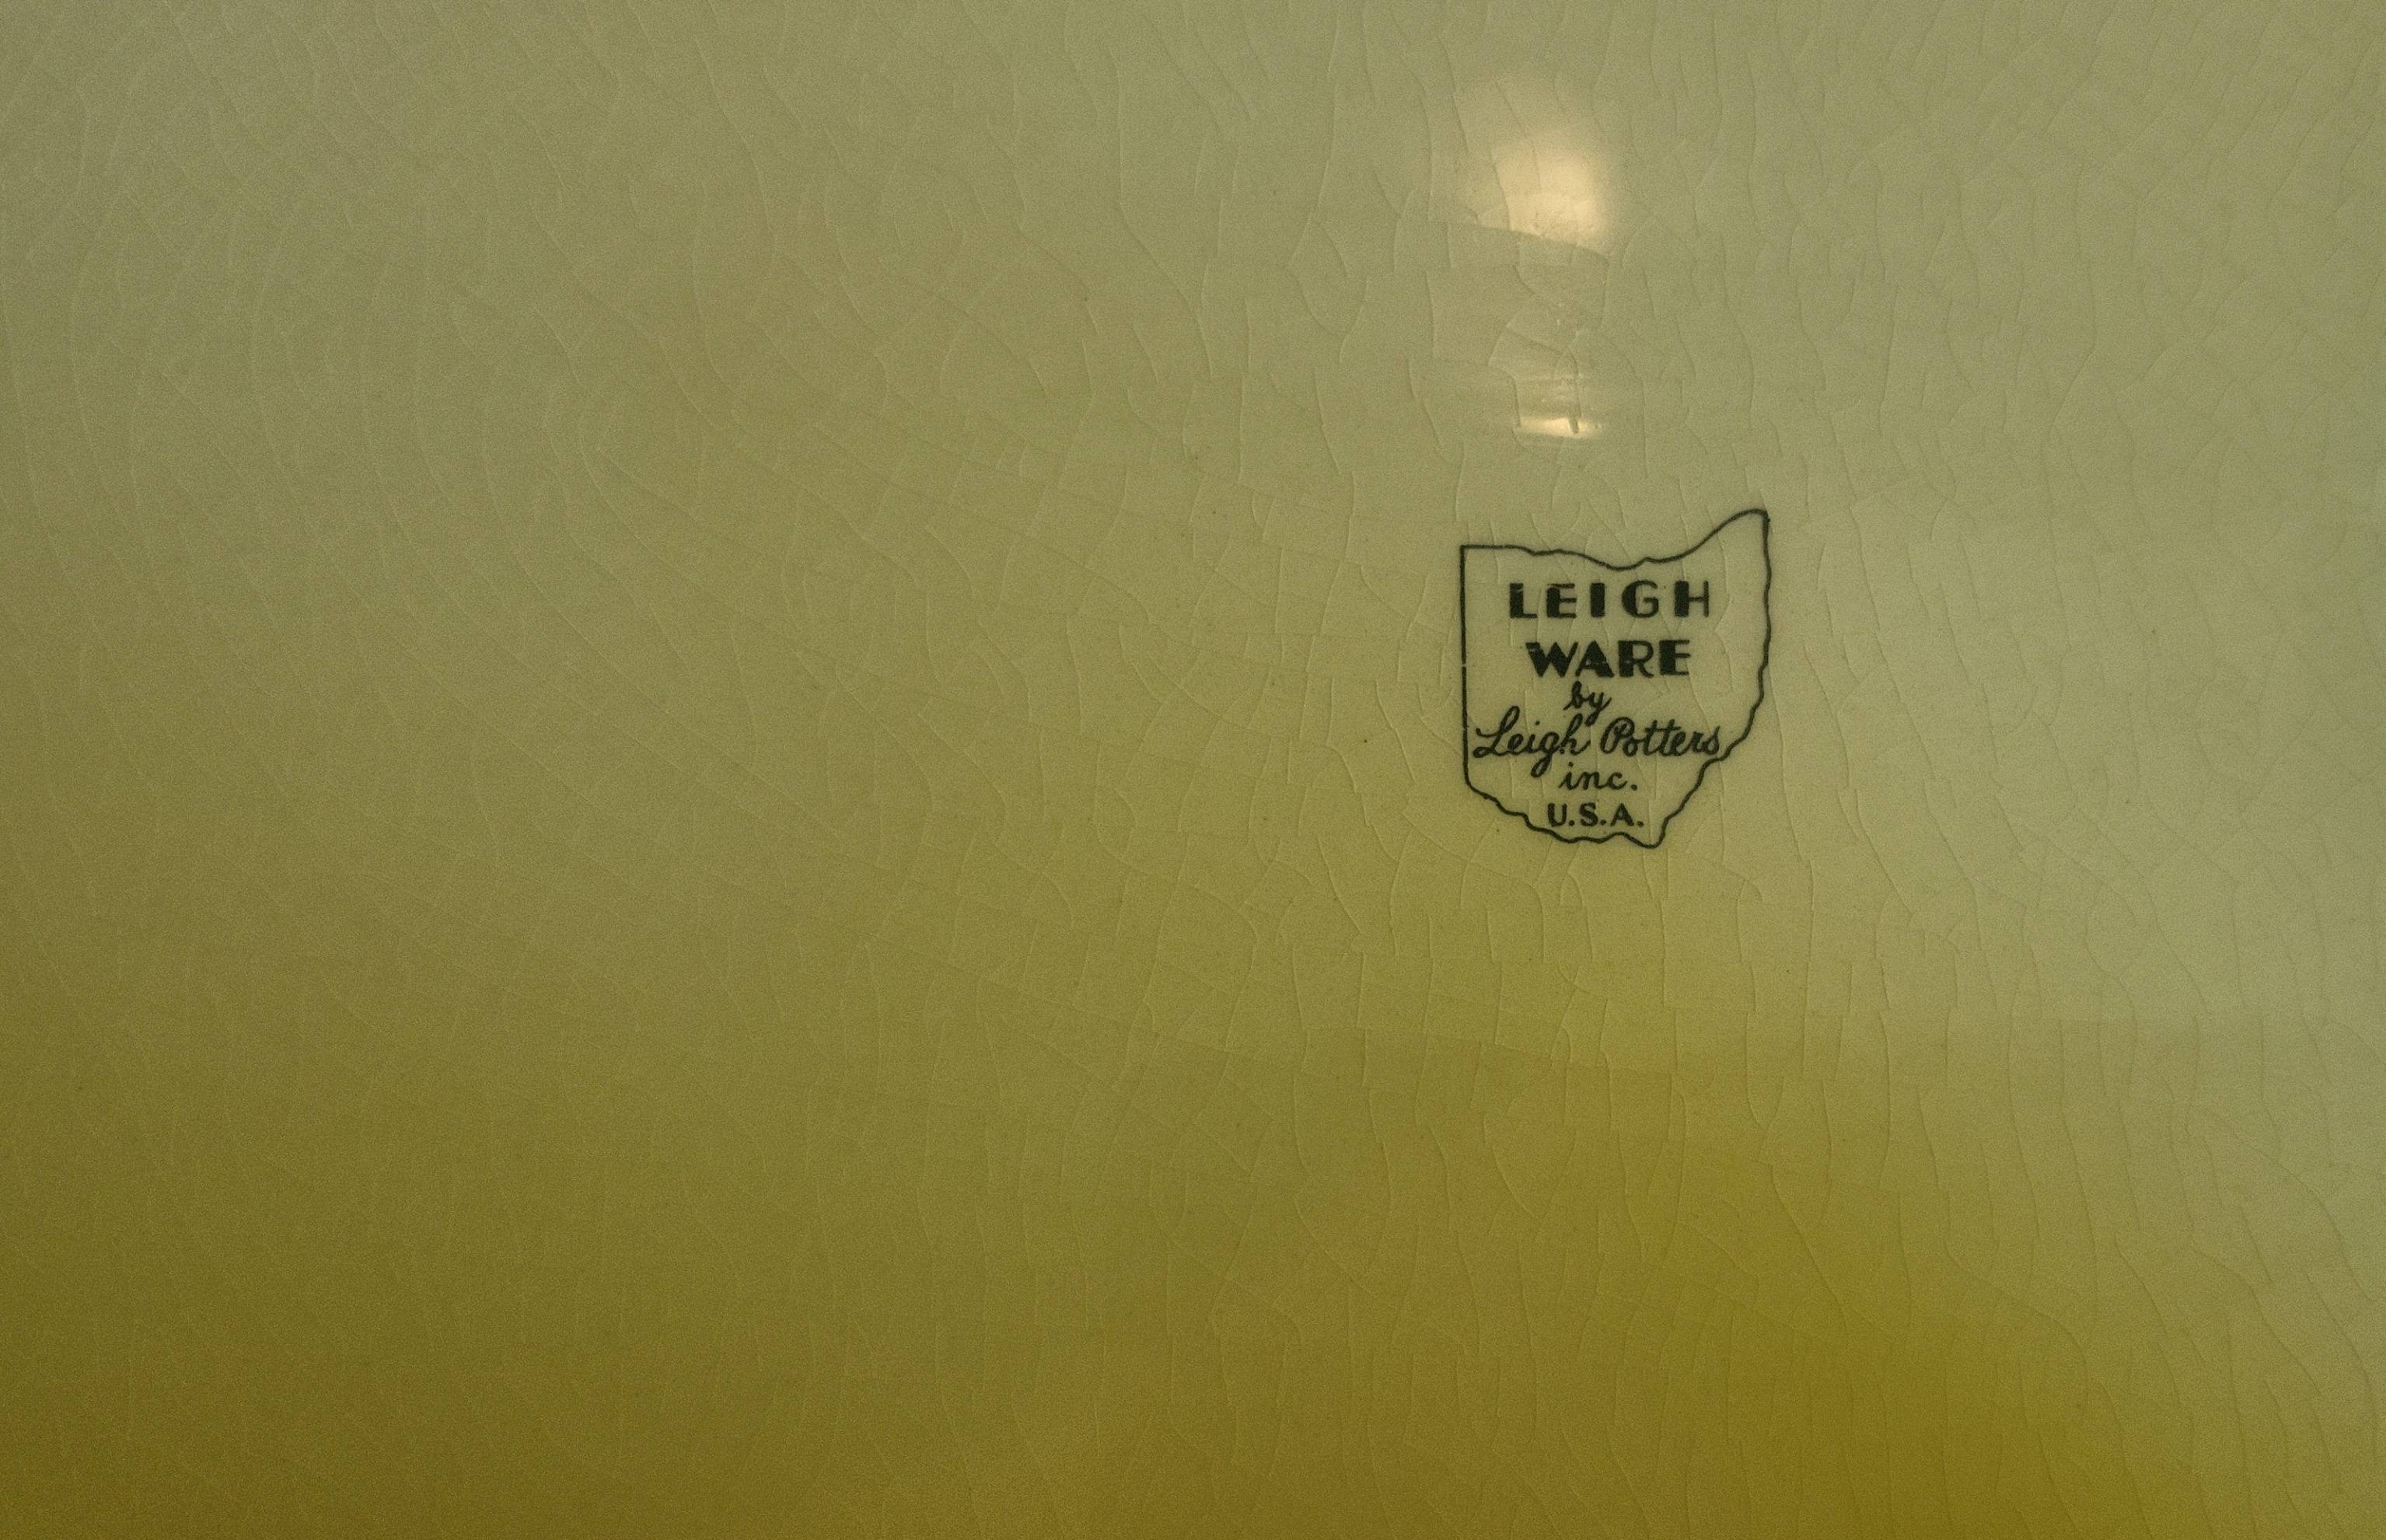 LEIGH
WARE
by
Leigh Potters
inc.
U.S.A.